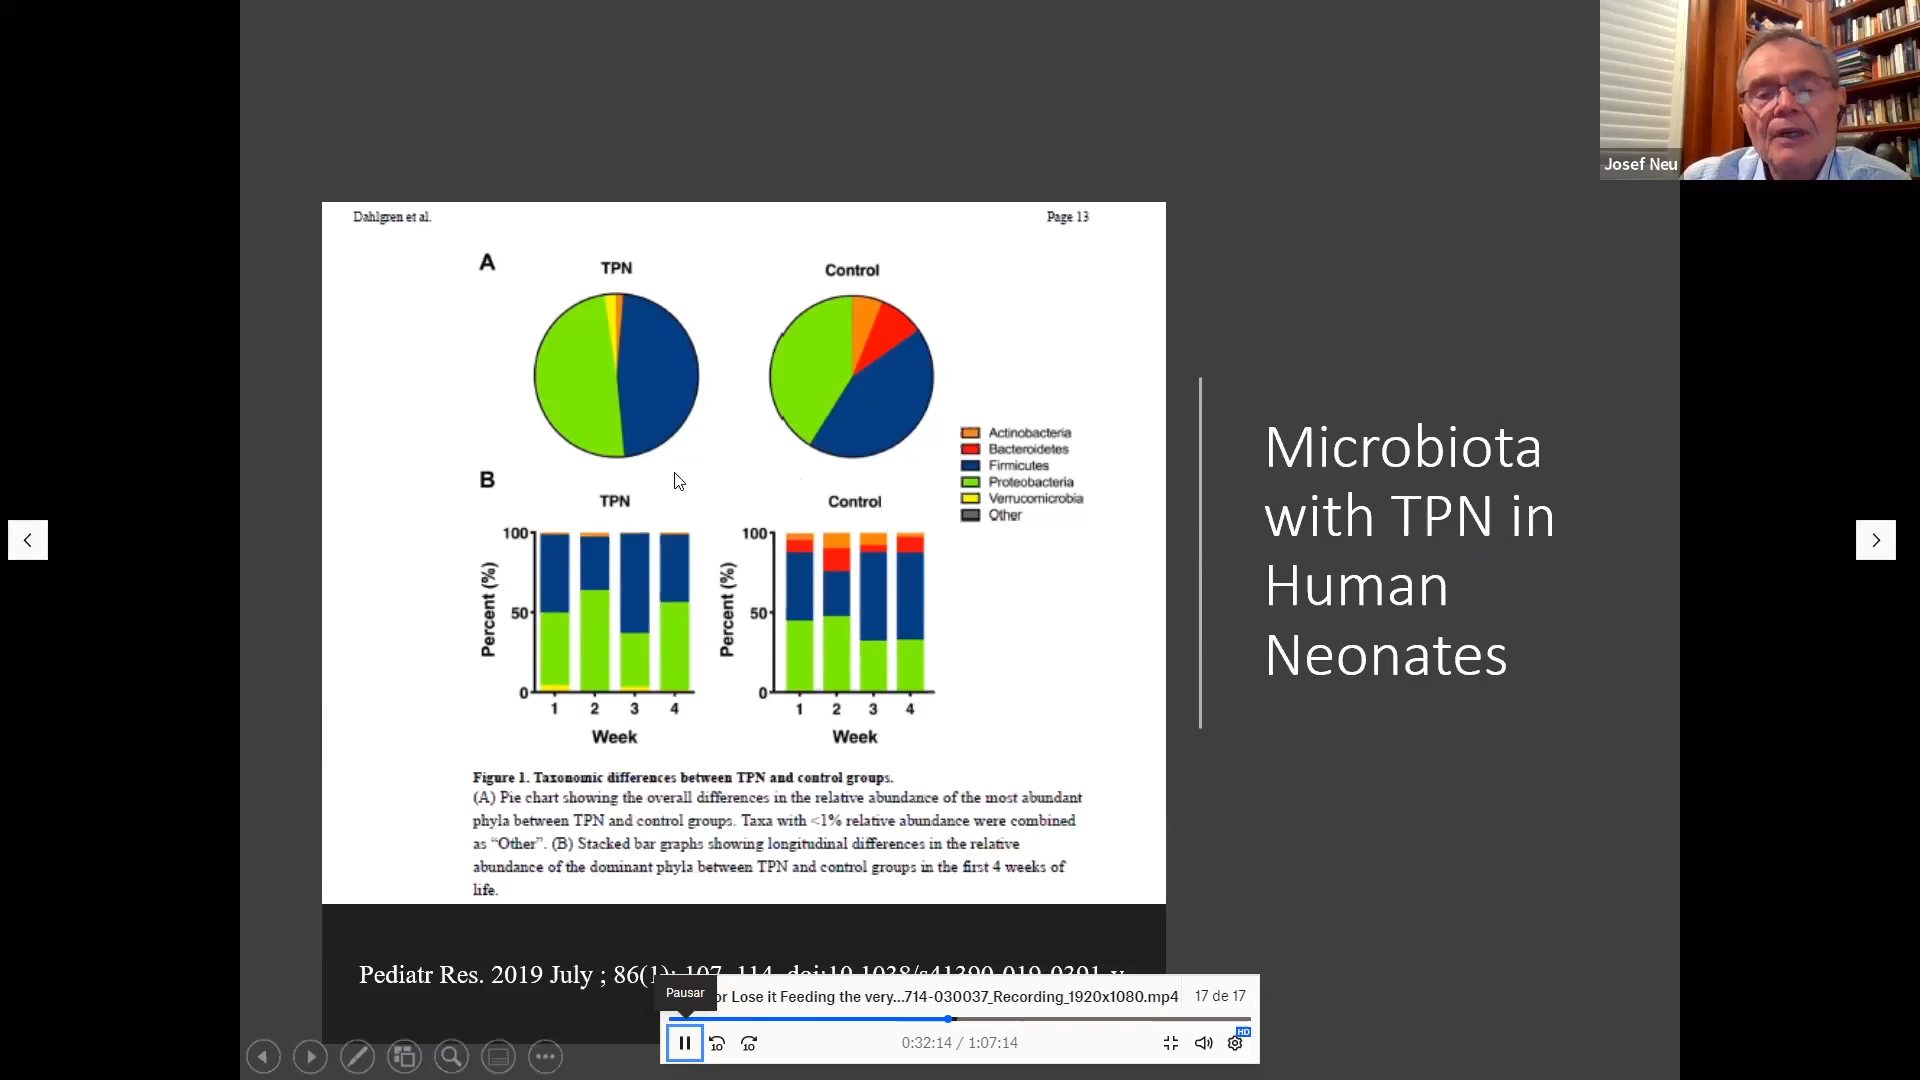 Josef Neu
Dahlgren et al.
Page 13
A
TPN
Control
Actinobacteria
Bacteroidetes
Firmicutes
Proteobacteria
Verrucomicrobia
Other
B
TPN
Control
100
50
0
Percent (%)
1 2 3 4
Week
100
50
0
Percent (%)
1 2 3 4
Week
Figure 1. Taxonomic differences between TPN and control groups.
(A) Pie chart showing the overall differences in the relative abundance of the most abundant
phyla between TPN and control groups. Taxa with <1% relative abundance were combined
as “Other”. (B) Stacked bar graphs showing longitudinal differences in the relative
abundance of the dominant phyla between TPN and control groups in the first 4 weeks of
life.
Microbiota
with TPN in
Human
Neonates
Pediatr Res. 2019 July ; 86(1):
Pausar
or Lose it Feeding the very...714-030037_Recording_1920x1080.mp4
17 de 17
10
10
0:32:14 / 1:07:14
HD